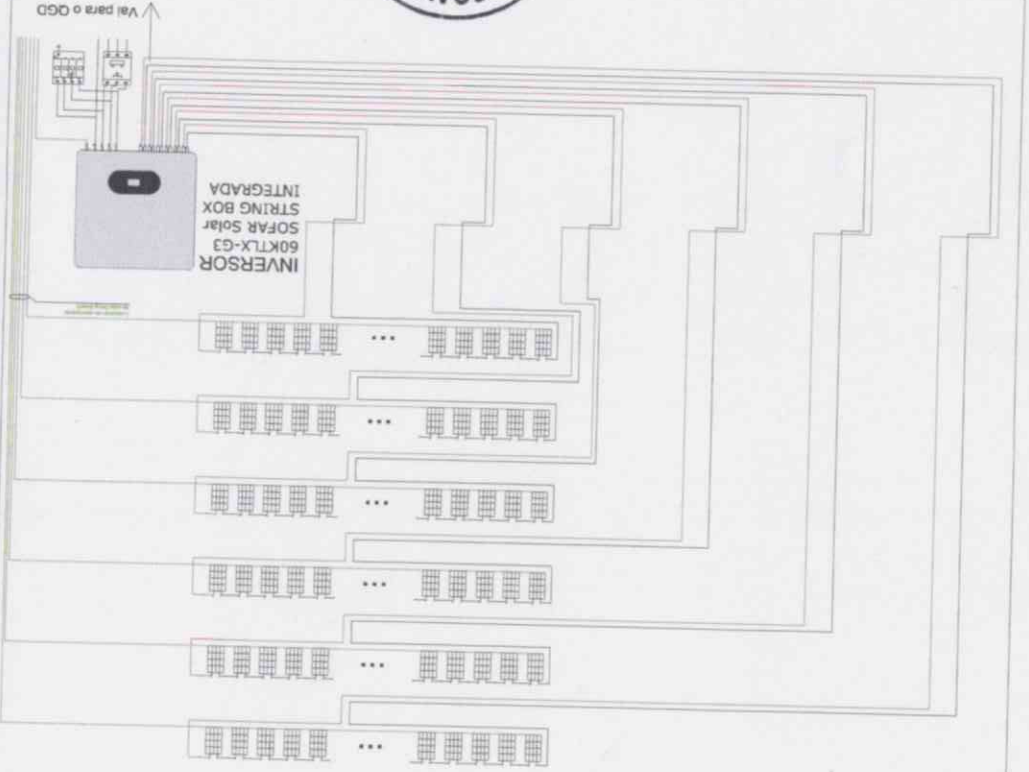 Vai para o QGD
INVERSOR
60KTLX-G3
SOFAR Solar
STRING BOX
INTEGRADA